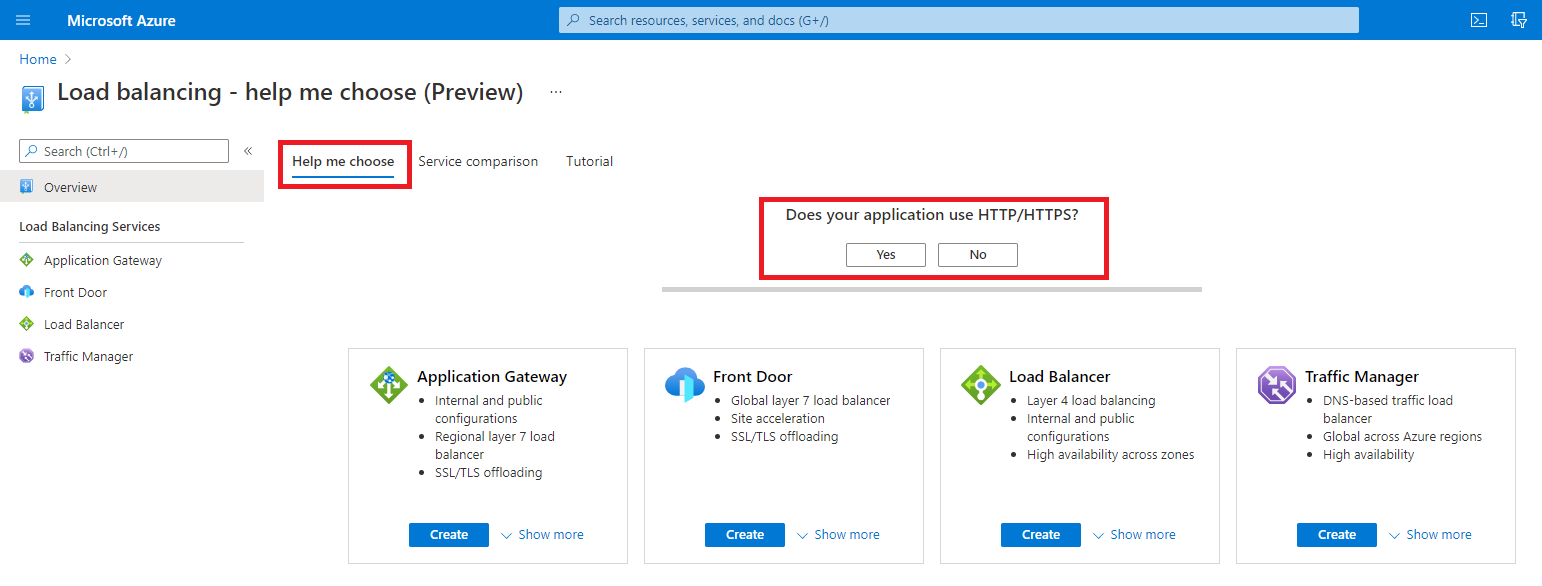 Microsoft Azure
Search resources, services, and docs (G+/)
Home
Load balancing - help me choose (Preview)
...
Search (Ctrl+/)
«
Overview
Load Balancing Services
Application Gateway
Front Door
Load Balancer
Traffic Manager
Help me choose
Service comparison
Tutorial
Does your application use HTTP/HTTPS?
Yes
No
Application Gateway
• Internal and public
configurations
• Regional layer 7 load
balancer
• SSL/TLS offloading
Create
Show more
Front Door
• Global layer 7 load balancer
• Site acceleration
• SSL/TLS offloading
Create
Show more
Load Balancer
• Layer 4 load balancing
• Internal and public
configurations
• High availability across zones
Create
Show more
Traffic Manager
• DNS-based traffic load
balancer
• Global across Azure regions
• High availability
Create
Show more